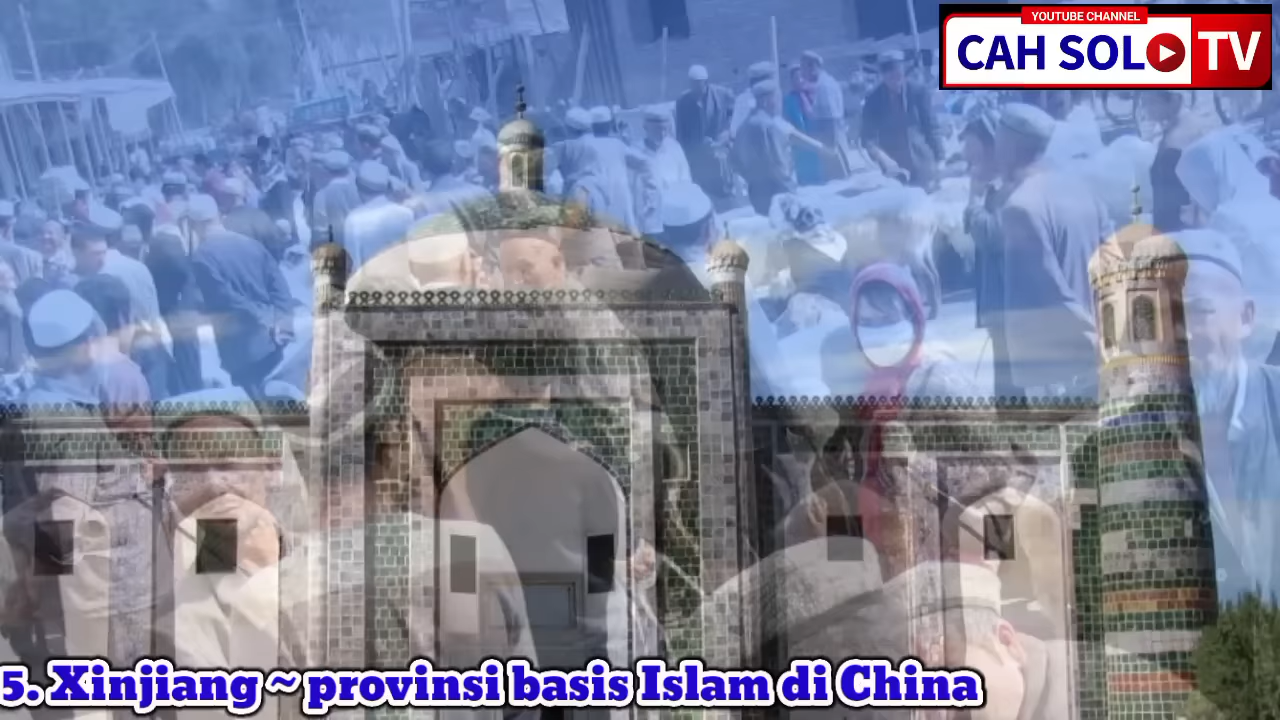 YOUTUBE CHANNEL
CAH SOLO TV
5. Xinjiang ~ provinsi basis Islam di China